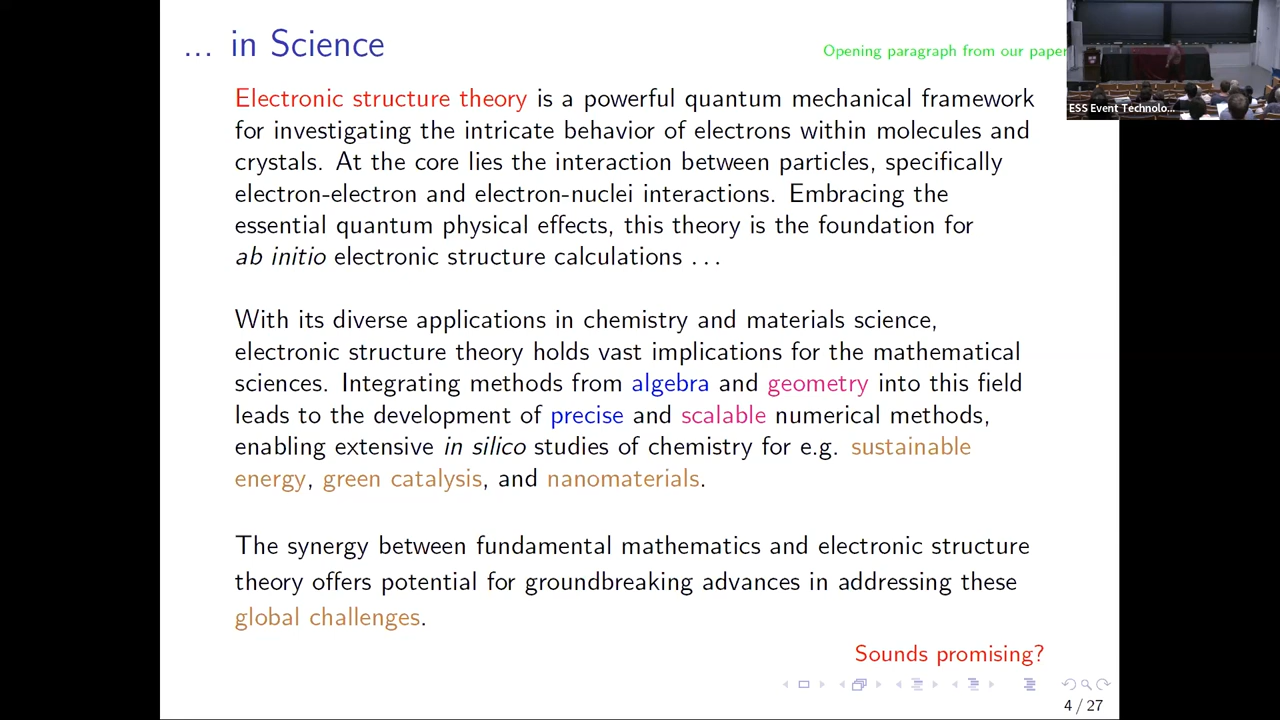 ... in Science
Opening paragraph from our paper
ESS Event Technolo...
Electronic structure theory is a powerful quantum mechanical framework
for investigating the intricate behavior of electrons within molecules and
crystals. At the core lies the interaction between particles, specifically
electron-electron and electron-nuclei interactions. Embracing the
essential quantum physical effects, this theory is the foundation for
ab initio electronic structure calculations ...
With its diverse applications in chemistry and materials science,
electronic structure theory holds vast implications for the mathematical
sciences. Integrating methods from algebra and geometry into this field
leads to the development of precise and scalable numerical methods,
enabling extensive in silico studies of chemistry for e.g. sustainable
energy, green catalysis, and nanomaterials.
The synergy between fundamental mathematics and electronic structure
theory offers potential for groundbreaking advances in addressing these
global challenges.
Sounds promising?
4 / 27